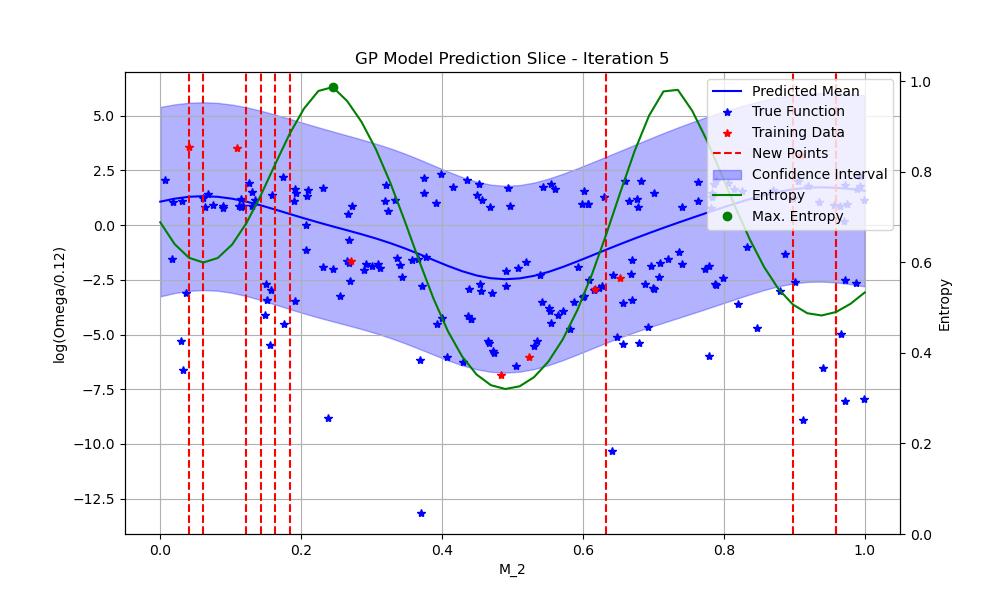 GP Model Prediction Slice - Iteration 5
log(Omega/0.12)
5.0
2.5
0.0
−2.5
−5.0
−7.5
−10.0
−12.5
Predicted Mean
True Function
Training Data
New Points
Confidence Interval
Entropy
Max. Entropy
1.0
0.8
0.6
0.4
0.2
0.0
Entropy
0.0 0.2 0.4 0.6 0.8 1.0
M_2